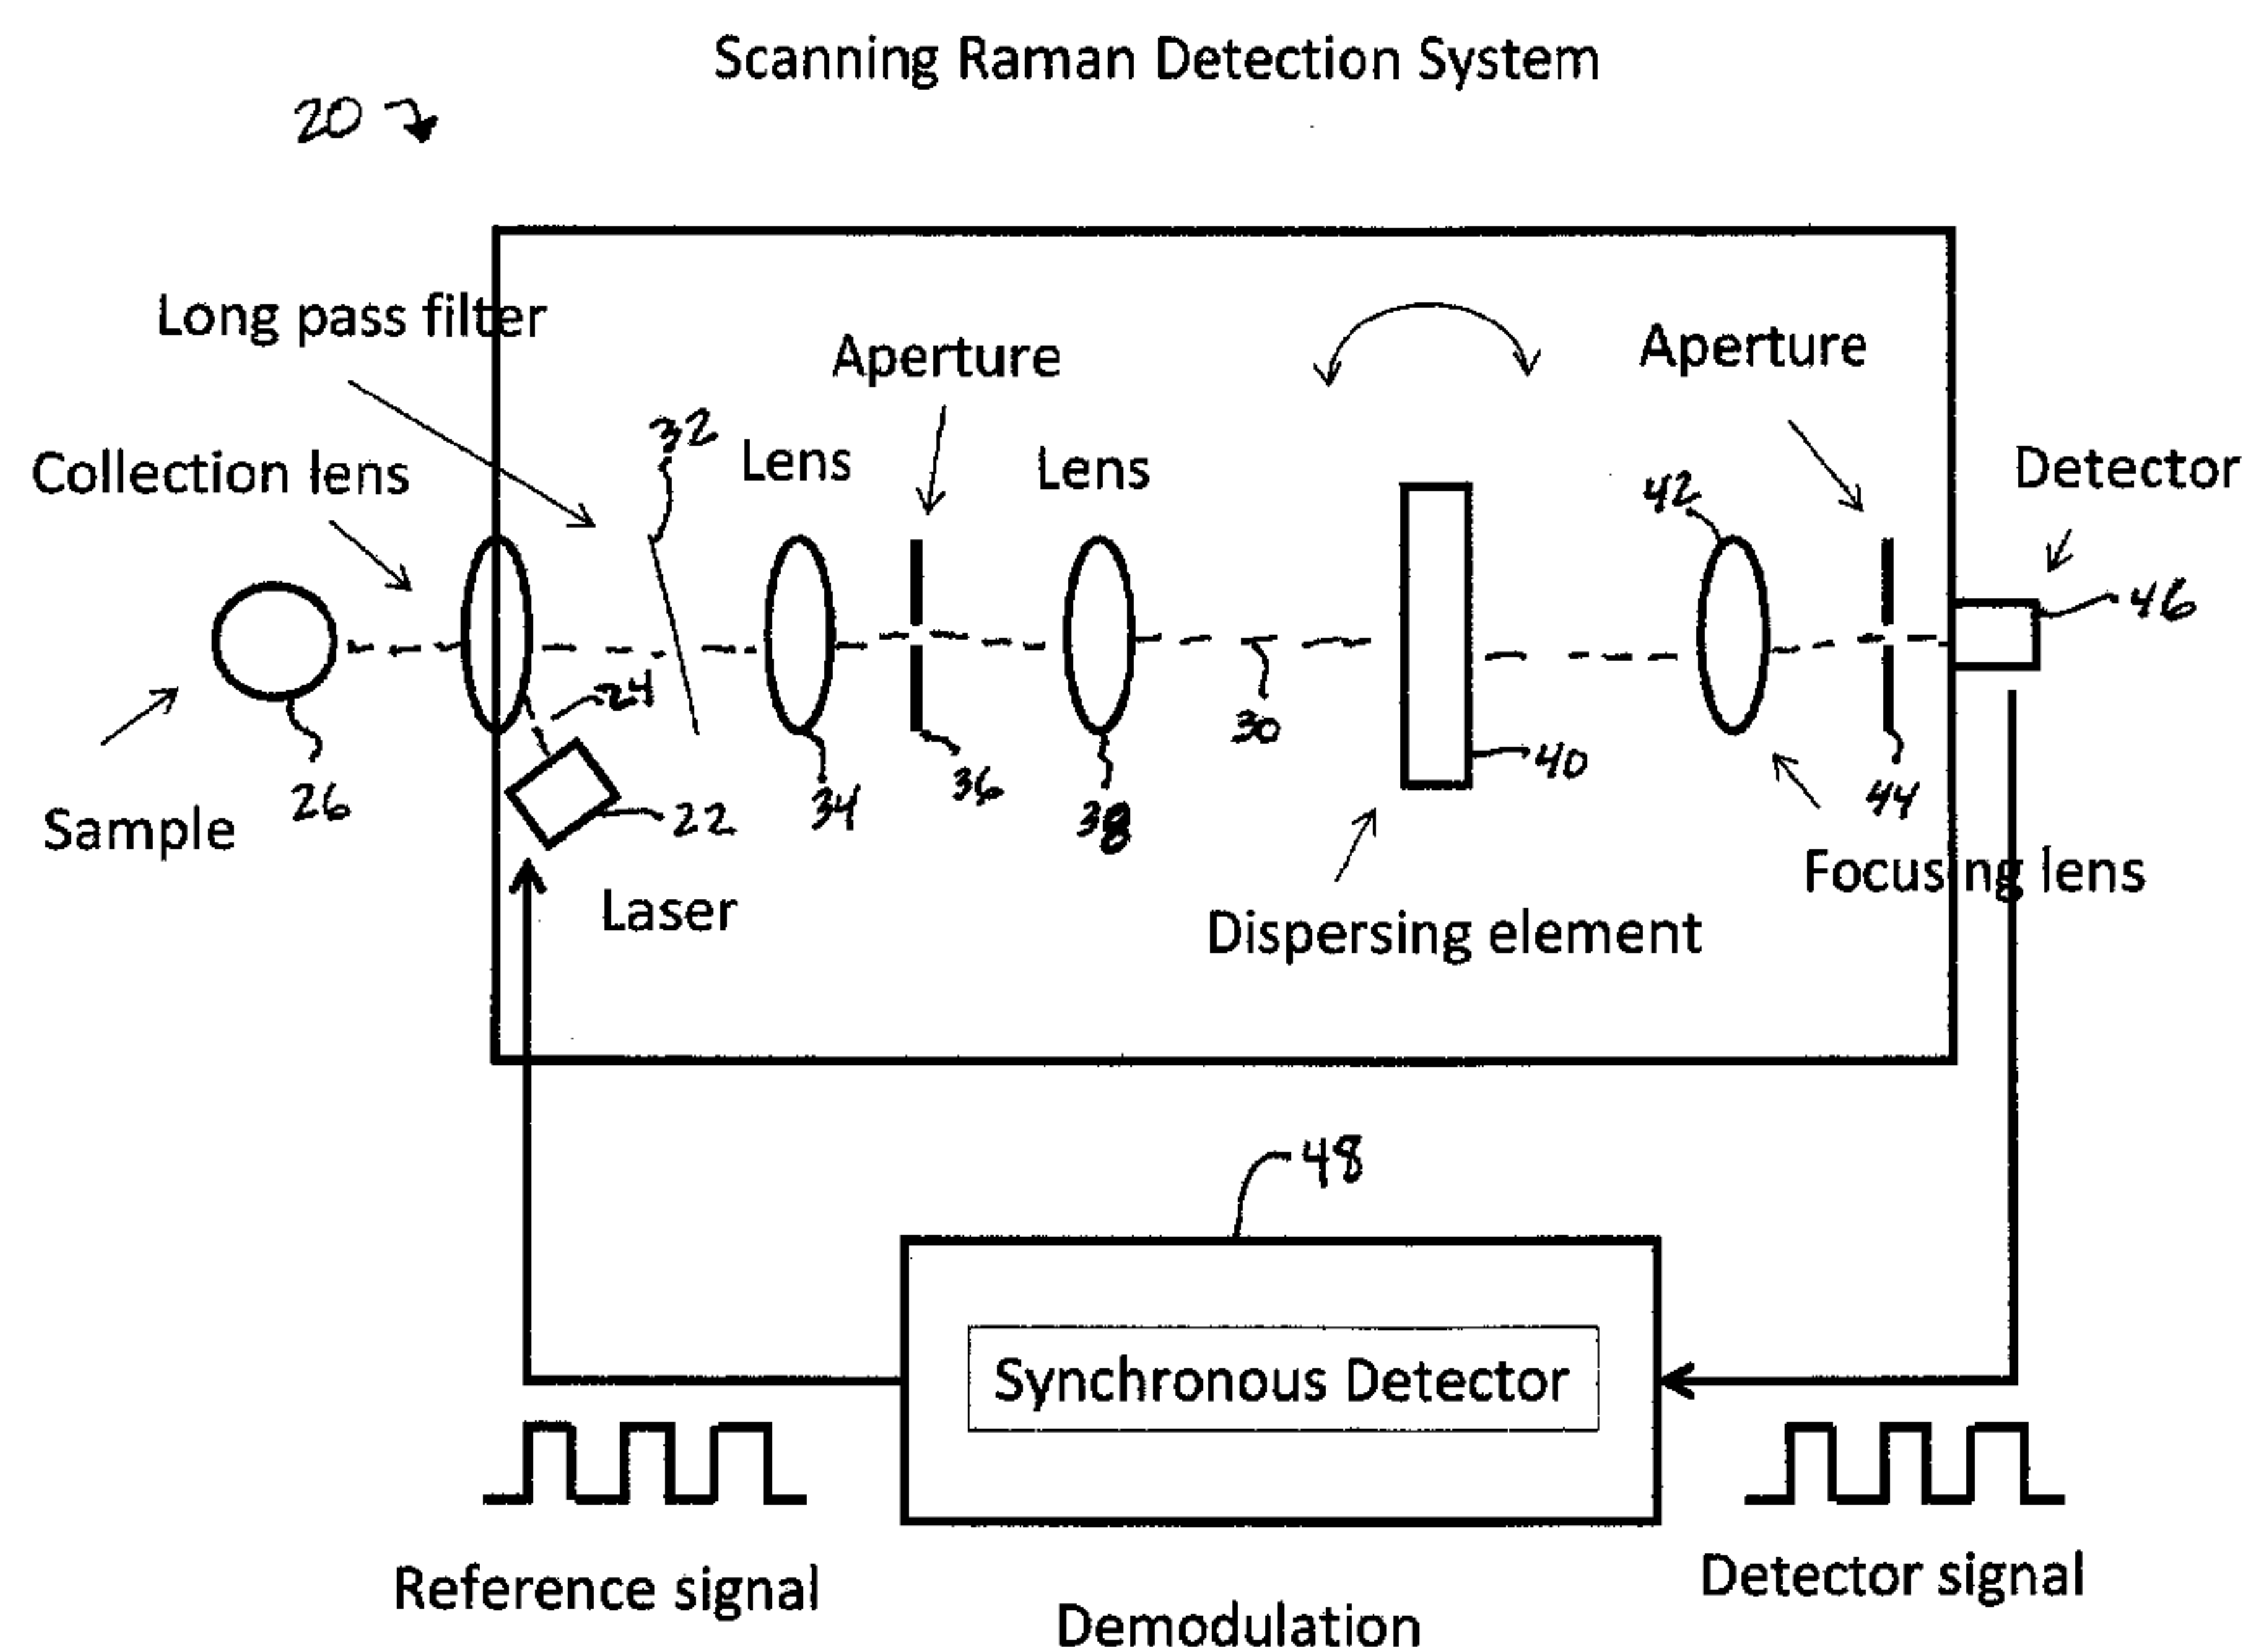 Scanning Raman Detection System
20
Long pass filter
Aperture
Aperture
32
Lens
Lens
Collection lens
42
Detector
46
24
30
26
Sample
22
34
36
38
40
44
Laser
Focusing lens
Dispersing element
48
Synchronous Detector
Reference signal
Detector signal
Demodulation